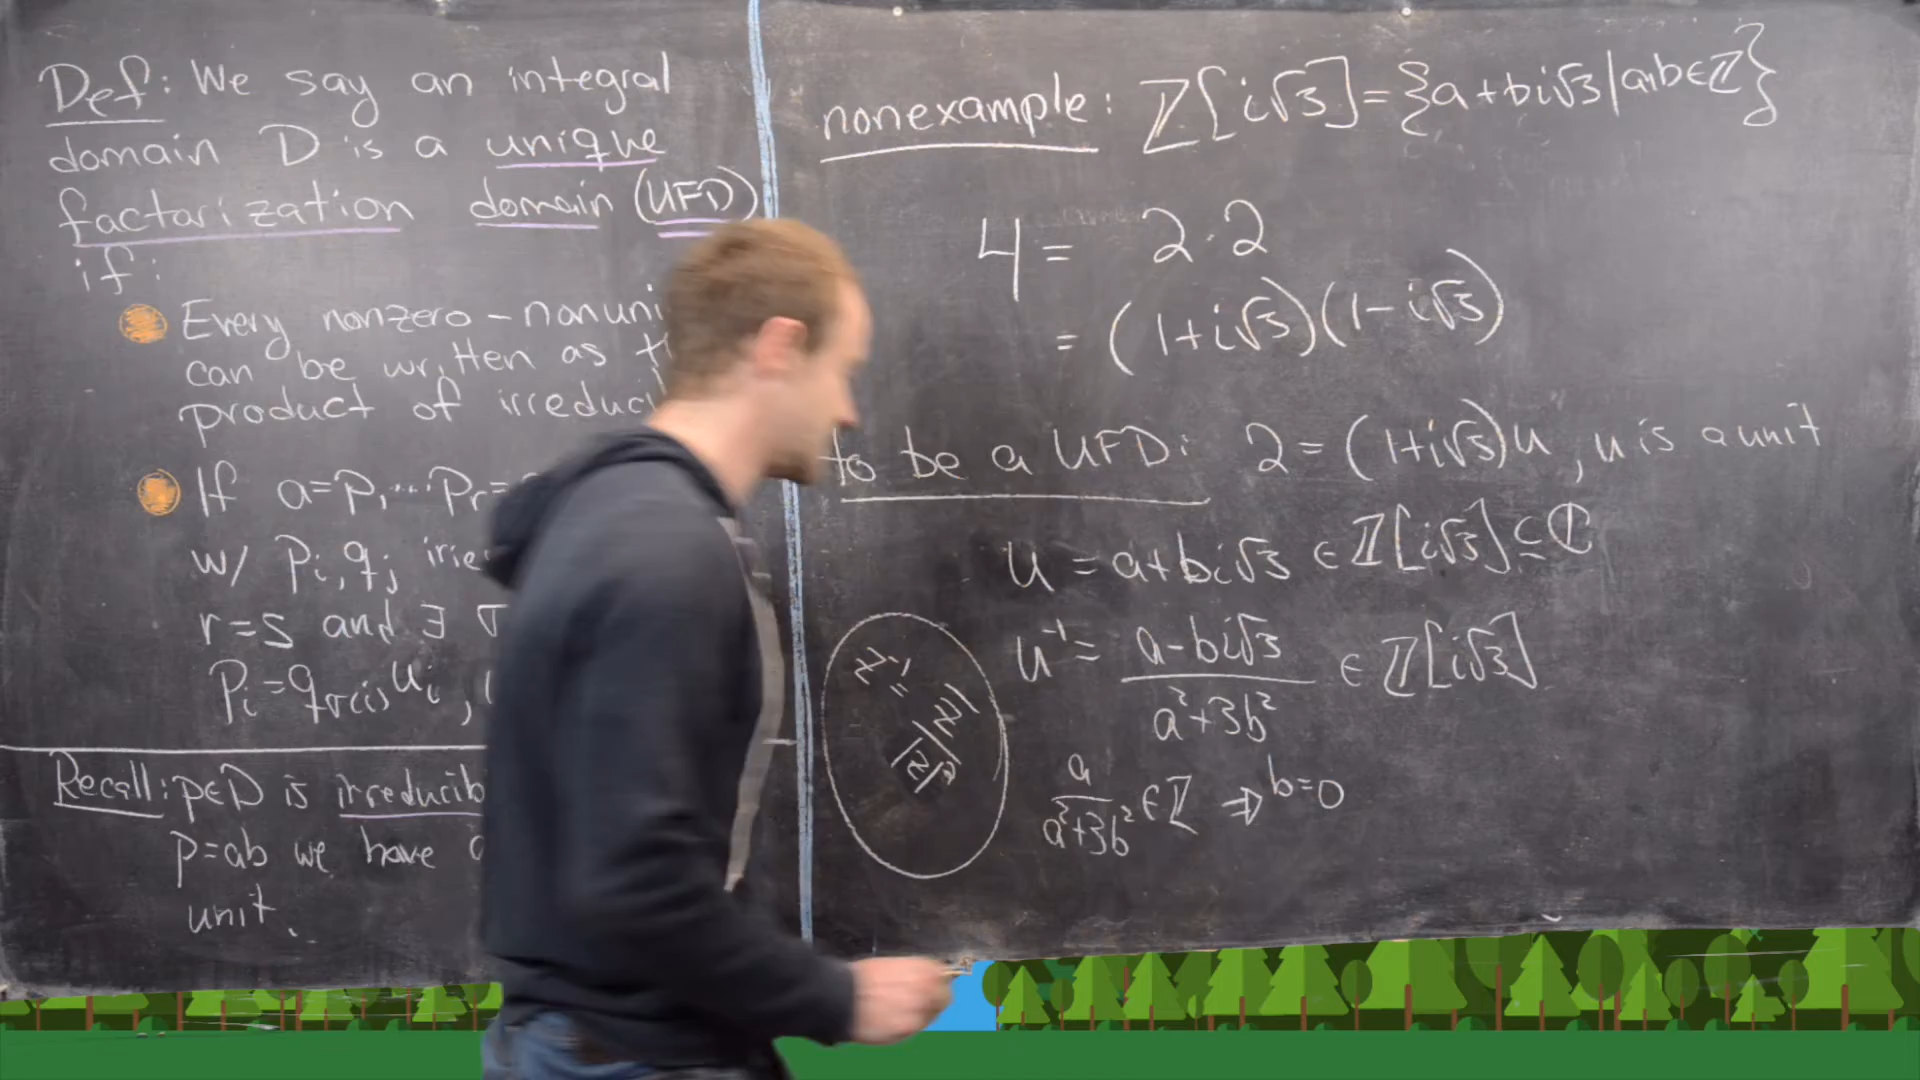 Def: We say an integral
domain D is a unique
factorization domain (UFD)
if:
Every nonzero-nonuni
can be written as
product of irreduci
If a=p₁...pᵣ=
w/ pᵢ,qⱼ irre
r=s and ∃ σ
pᵢ=q_σ(i)uᵢ,
Recall: p∈D is irreducib
p=ab we have
unit.
nonexample: ℤ[i√3]={a+bi√3|a,b∈ℤ}
4= 2·2
=(1+i√3)(1-i√3)
to be a UFD: 2=(1+i√3)u, u is a unit
u=a+bi√3 ∈ℤ[i√3]⊆ℂ
u⁻¹= a-bi√3 / a²+3b² ∈ ℤ[i√3]
z⁻¹= z̄ / |z|²
a / a²+3b² ∈ℤ ⇒ b=0